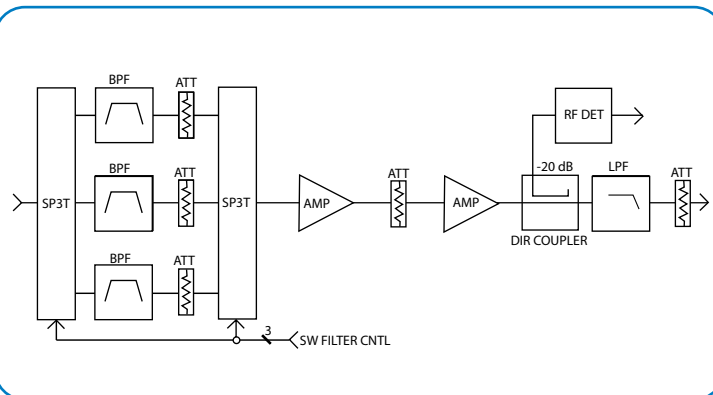 BPF
ATT
SP3T
BPF
ATT
SP3T
BPF
ATT
AMP
ATT
AMP
RF DET
-20 dB
DIR COUPLER
LPF
ATT
3
SW FILTER CNTL